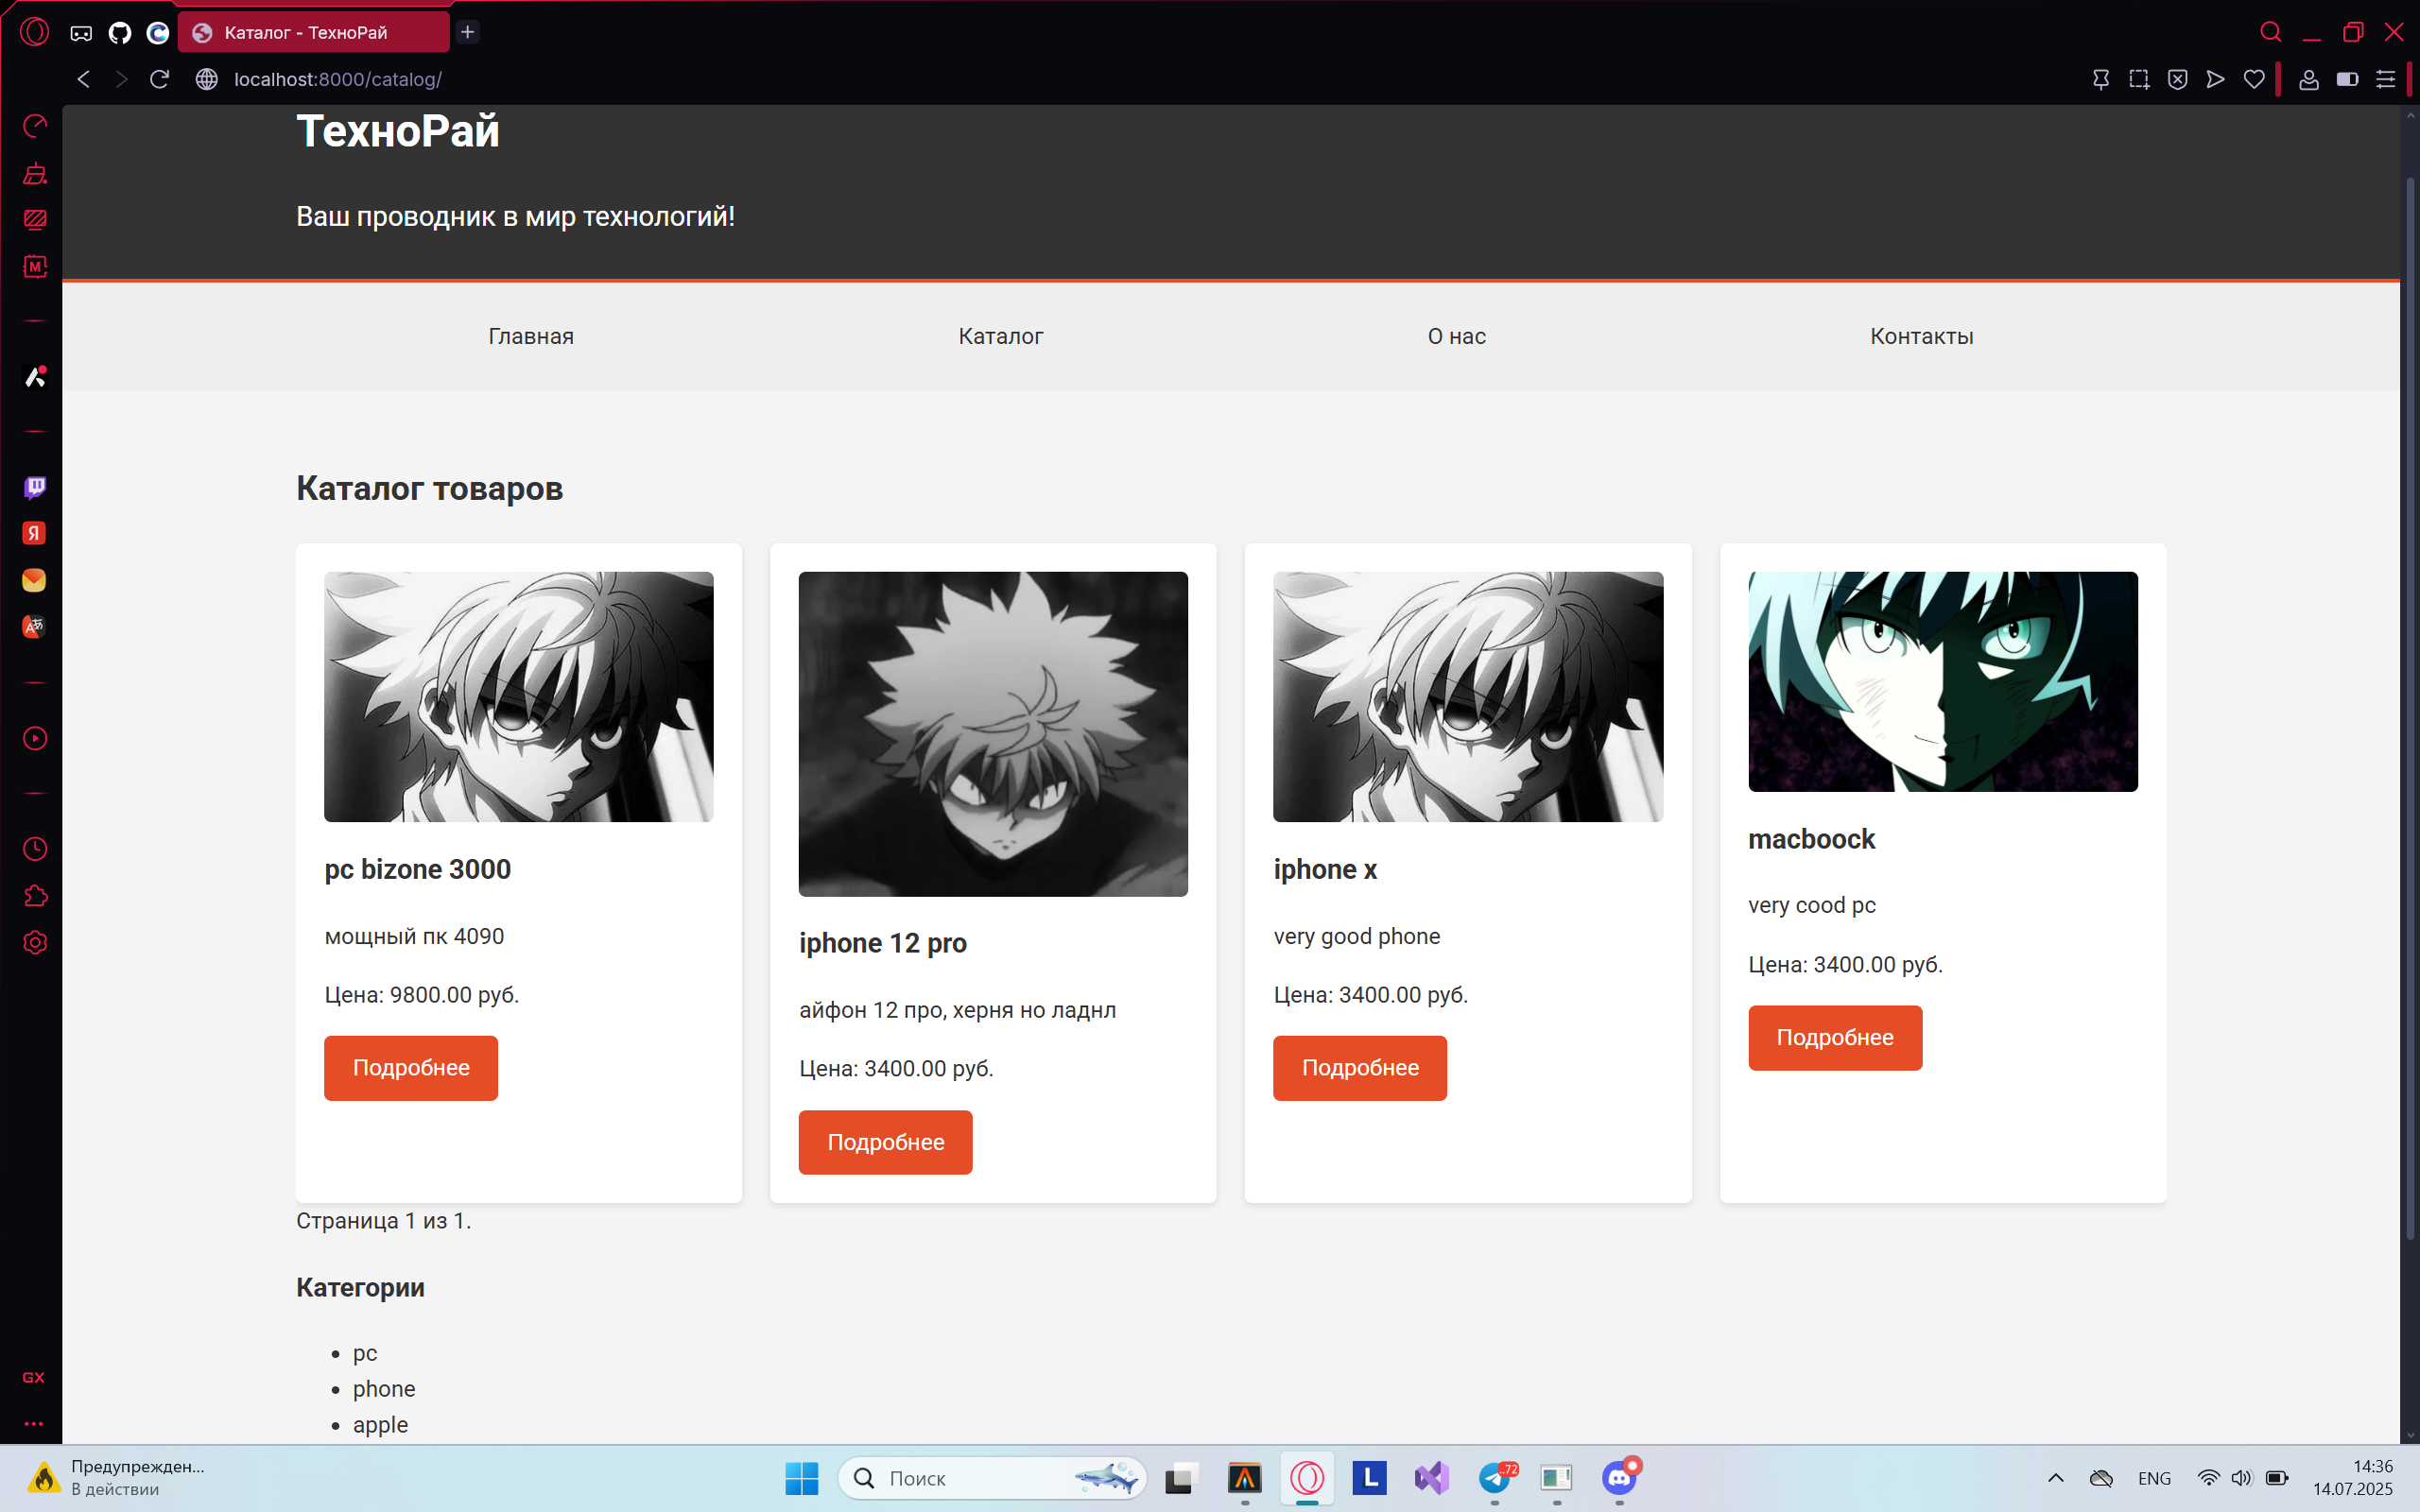 Каталог - ТехноРай
localhost:8000/catalog/
ТехноРай
Ваш проводник в мир технологий!
Главная
Каталог
О нас
Контакты
Каталог товаров
pc bizone 3000
мощный пк 4090
Цена: 9800.00 руб.
Подробнее
iphone 12 pro
айфон 12 про, херня но ладнл
Цена: 3400.00 руб.
Подробнее
iphone x
very good phone
Цена: 3400.00 руб.
Подробнее
macboock
very cood pc
Цена: 3400.00 руб.
Подробнее
Страница 1 из 1.
Категории
pc
phone
apple
M
Я
GX
Предупрежден...
В действии
Поиск
L
..72
ENG
14:36
14.07.2025